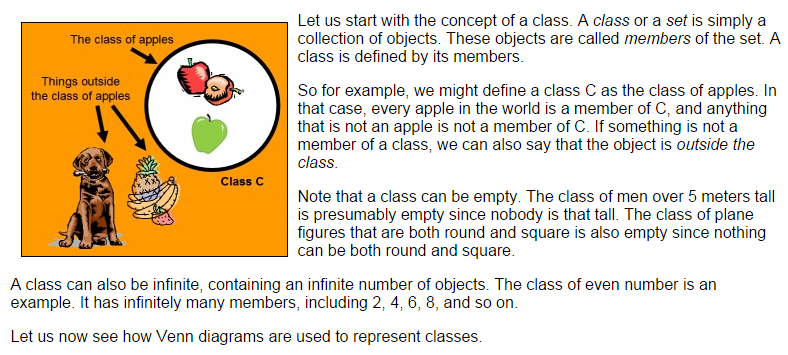 The class of apples
Things outside
the class of apples
Class C
Let us start with the concept of a class. A class or a set is simply a
collection of objects. These objects are called members of the set. A
class is defined by its members.
So for example, we might define a class C as the class of apples. In
that case, every apple in the world is a member of C, and anything
that is not an apple is not a member of C. If something is not a
member of a class, we can also say that the object is outside the
class.
Note that a class can be empty. The class of men over 5 meters tall
is presumably empty since nobody is that tall. The class of plane
figures that are both round and square is also empty since nothing
can be both round and square.
A class can also be infinite, containing an infinite number of objects. The class of even number is an
example. It has infinitely many members, including 2, 4, 6, 8, and so on.
Let us now see how Venn diagrams are used to represent classes.